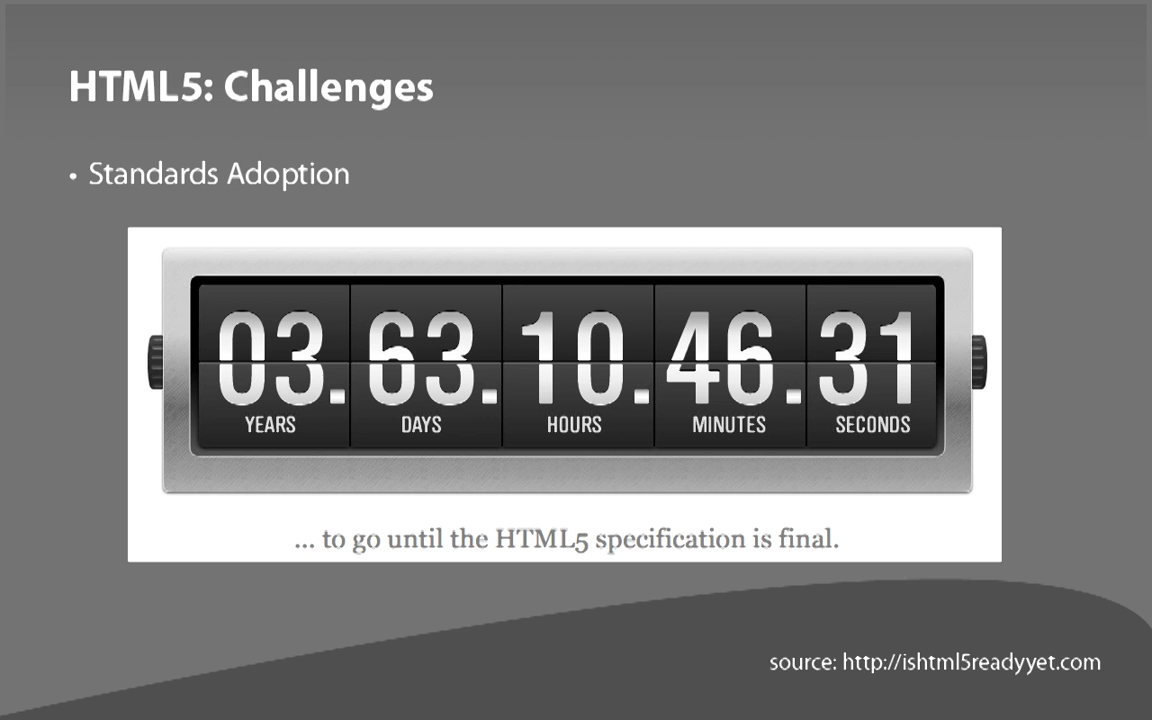 HTML5: Challenges
• Standards Adoption
03. 63. 10. 46. 31
YEARS DAYS HOURS MINUTES SECONDS
... to go until the HTML5 specification is final.
source: http://ishtml5readyyet.com